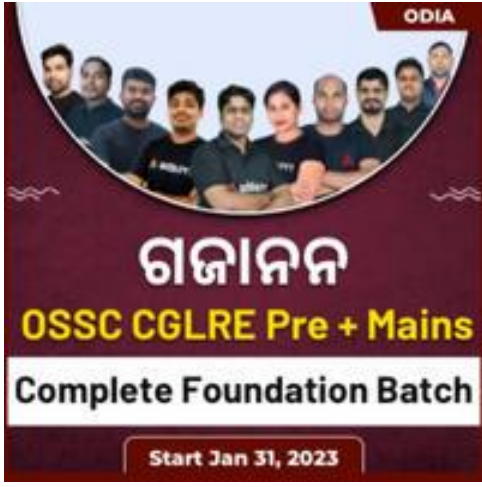 ODIA
ଗଜାନନ
OSSC CGLRE Pre + Mains
Complete Foundation Batch
Start Jan 31, 2023